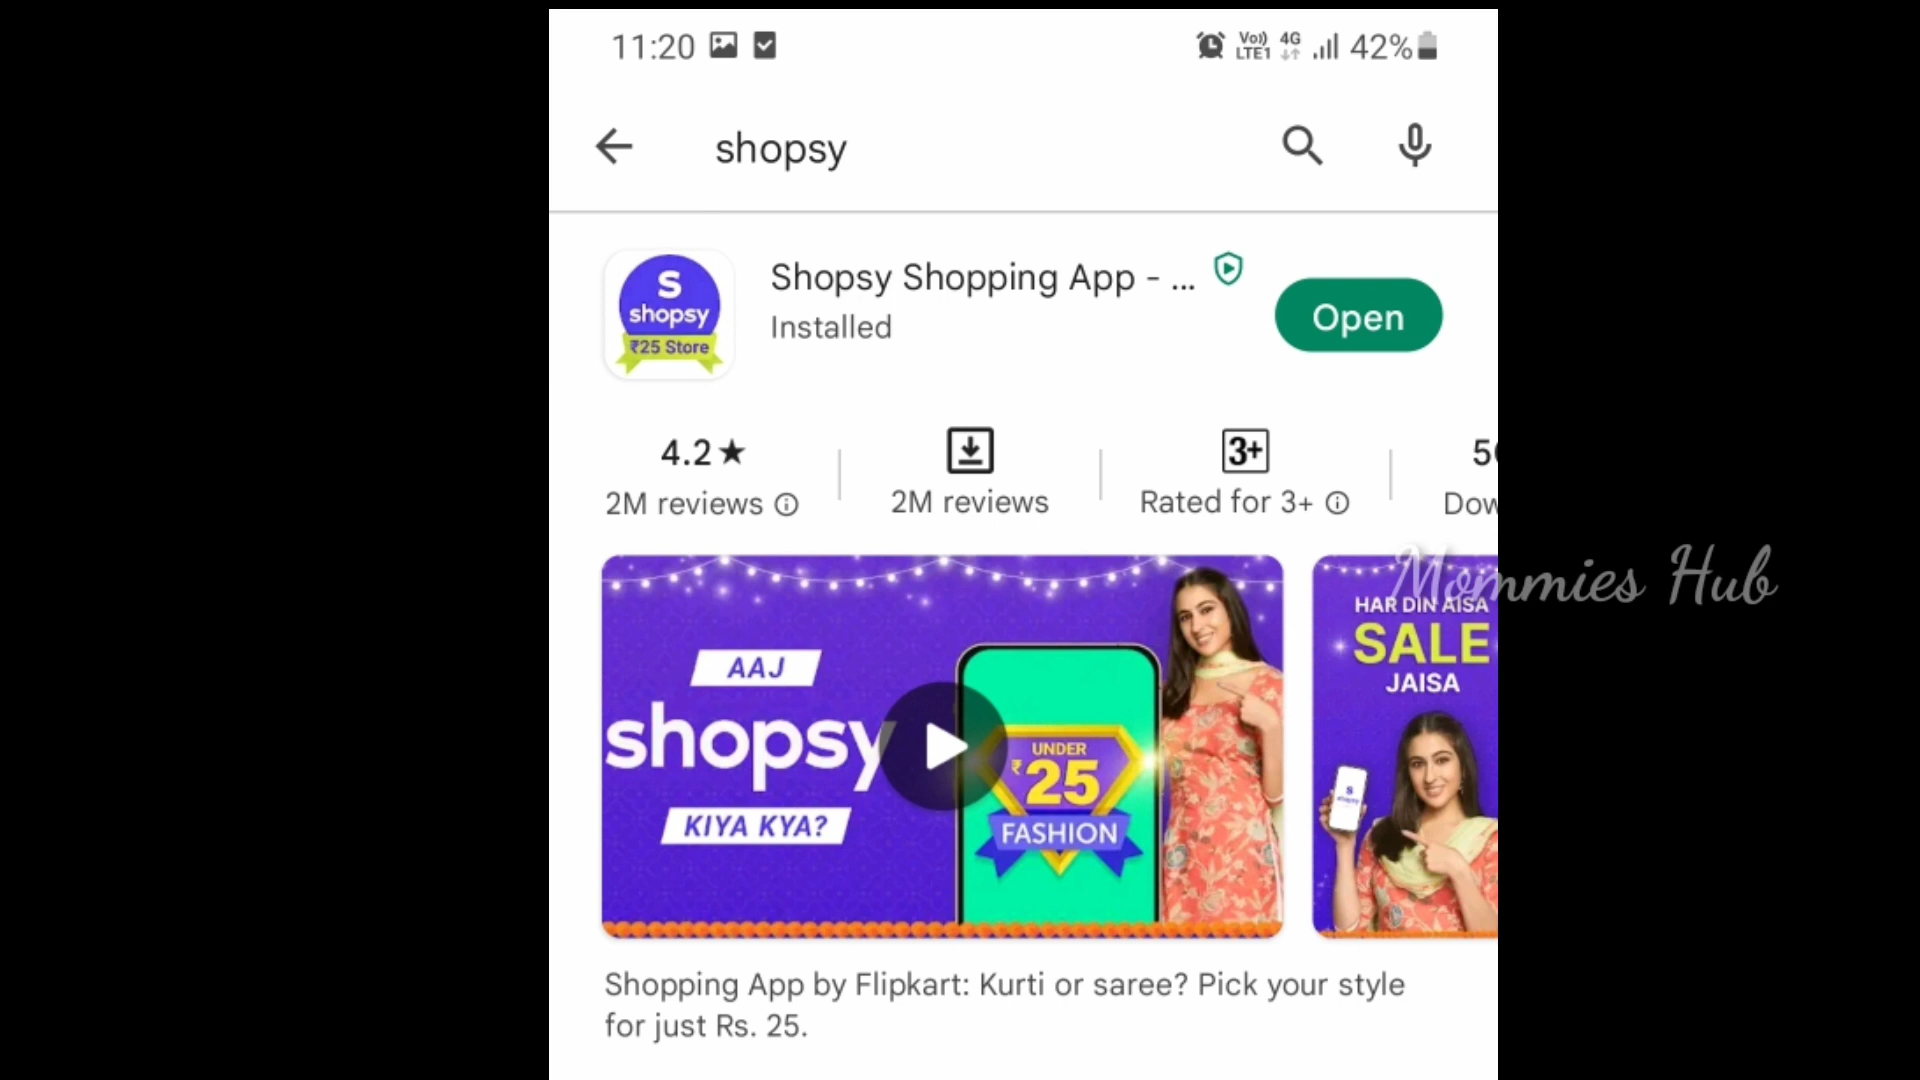 11:20 Vo)) LTE1 4G 42%
shopsy
Shopsy Shopping App - ...
Installed
Open
S
shopsy
₹25 Store
4.2★
2M reviews
2M reviews
3+
Rated for 3+
AAJ
shopsy
KIYA KYA?
UNDER
₹25
FASHION
HAR DIN AISA
SALE
JAISA
S
shopsy
Mommies Hub
Shopping App by Flipkart: Kurti or saree? Pick your style
for just Rs. 25.